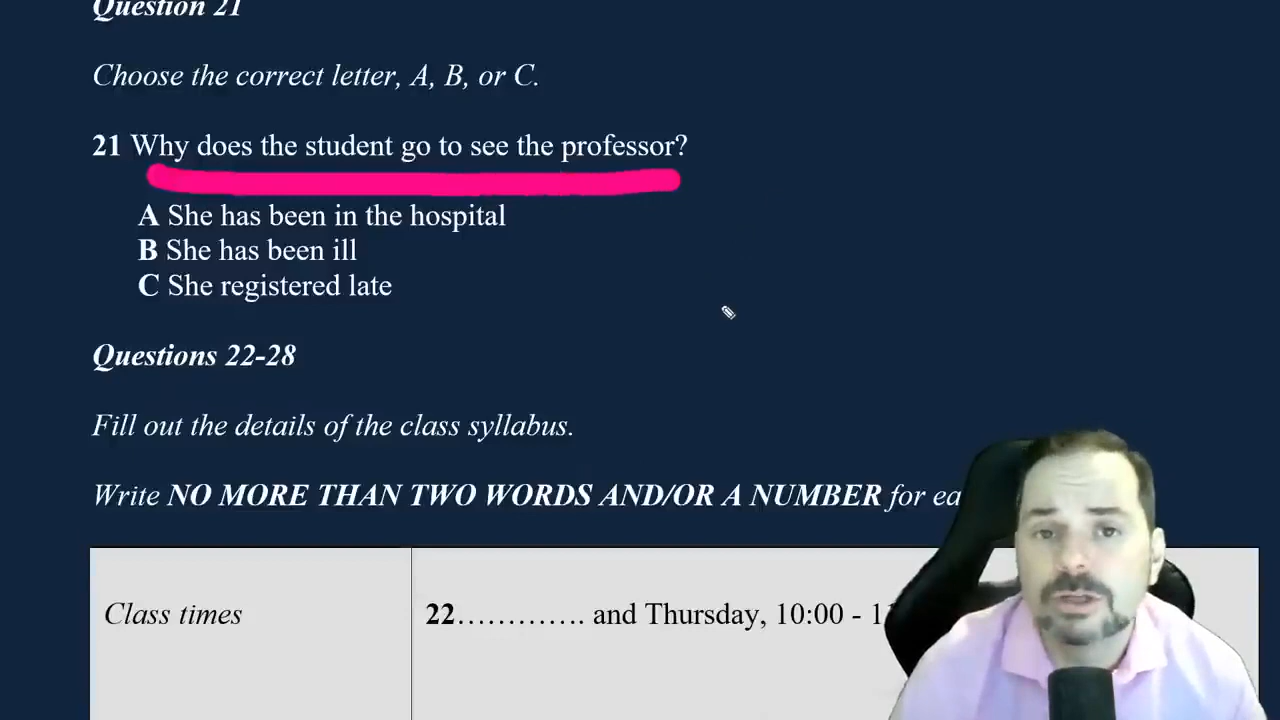 Question 21
Choose the correct letter, A, B, or C.
21 Why does the student go to see the professor?
A She has been in the hospital
B She has been ill
C She registered late
Questions 22-28
Fill out the details of the class syllabus.
Write NO MORE THAN TWO WORDS AND/OR A NUMBER for
Class times
22…………. and Thursday, 10:00 -